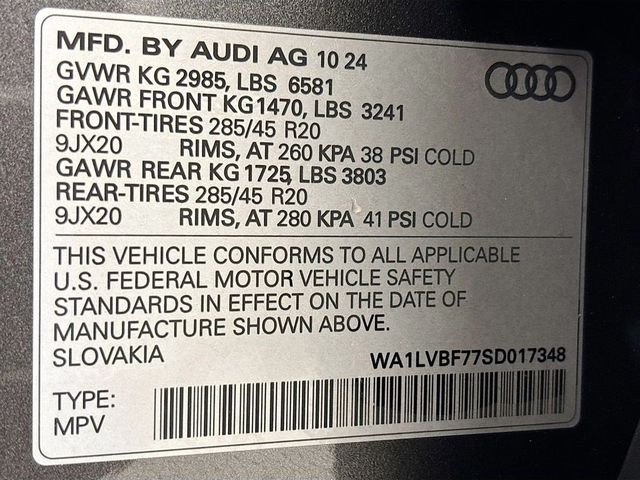 MFD. BY AUDI AG 10 24
GVWR KG 2985, LBS 6581
GAWR FRONT KG1470, LBS 3241
FRONT-TIRES 285/45 R20
9JX20 RIMS, AT 260 KPA 38 PSI COLD
GAWR REAR KG 1725, LBS 3803
REAR-TIRES 285/45 R20
9JX20 RIMS, AT 280 KPA 41 PSI COLD
THIS VEHICLE CONFORMS TO ALL APPLICABLE
U.S. FEDERAL MOTOR VEHICLE SAFETY
STANDARDS IN EFFECT ON THE DATE OF
MANUFACTURE SHOWN ABOVE.
SLOVAKIA WA1LVBF77SD017348
TYPE:
MPV